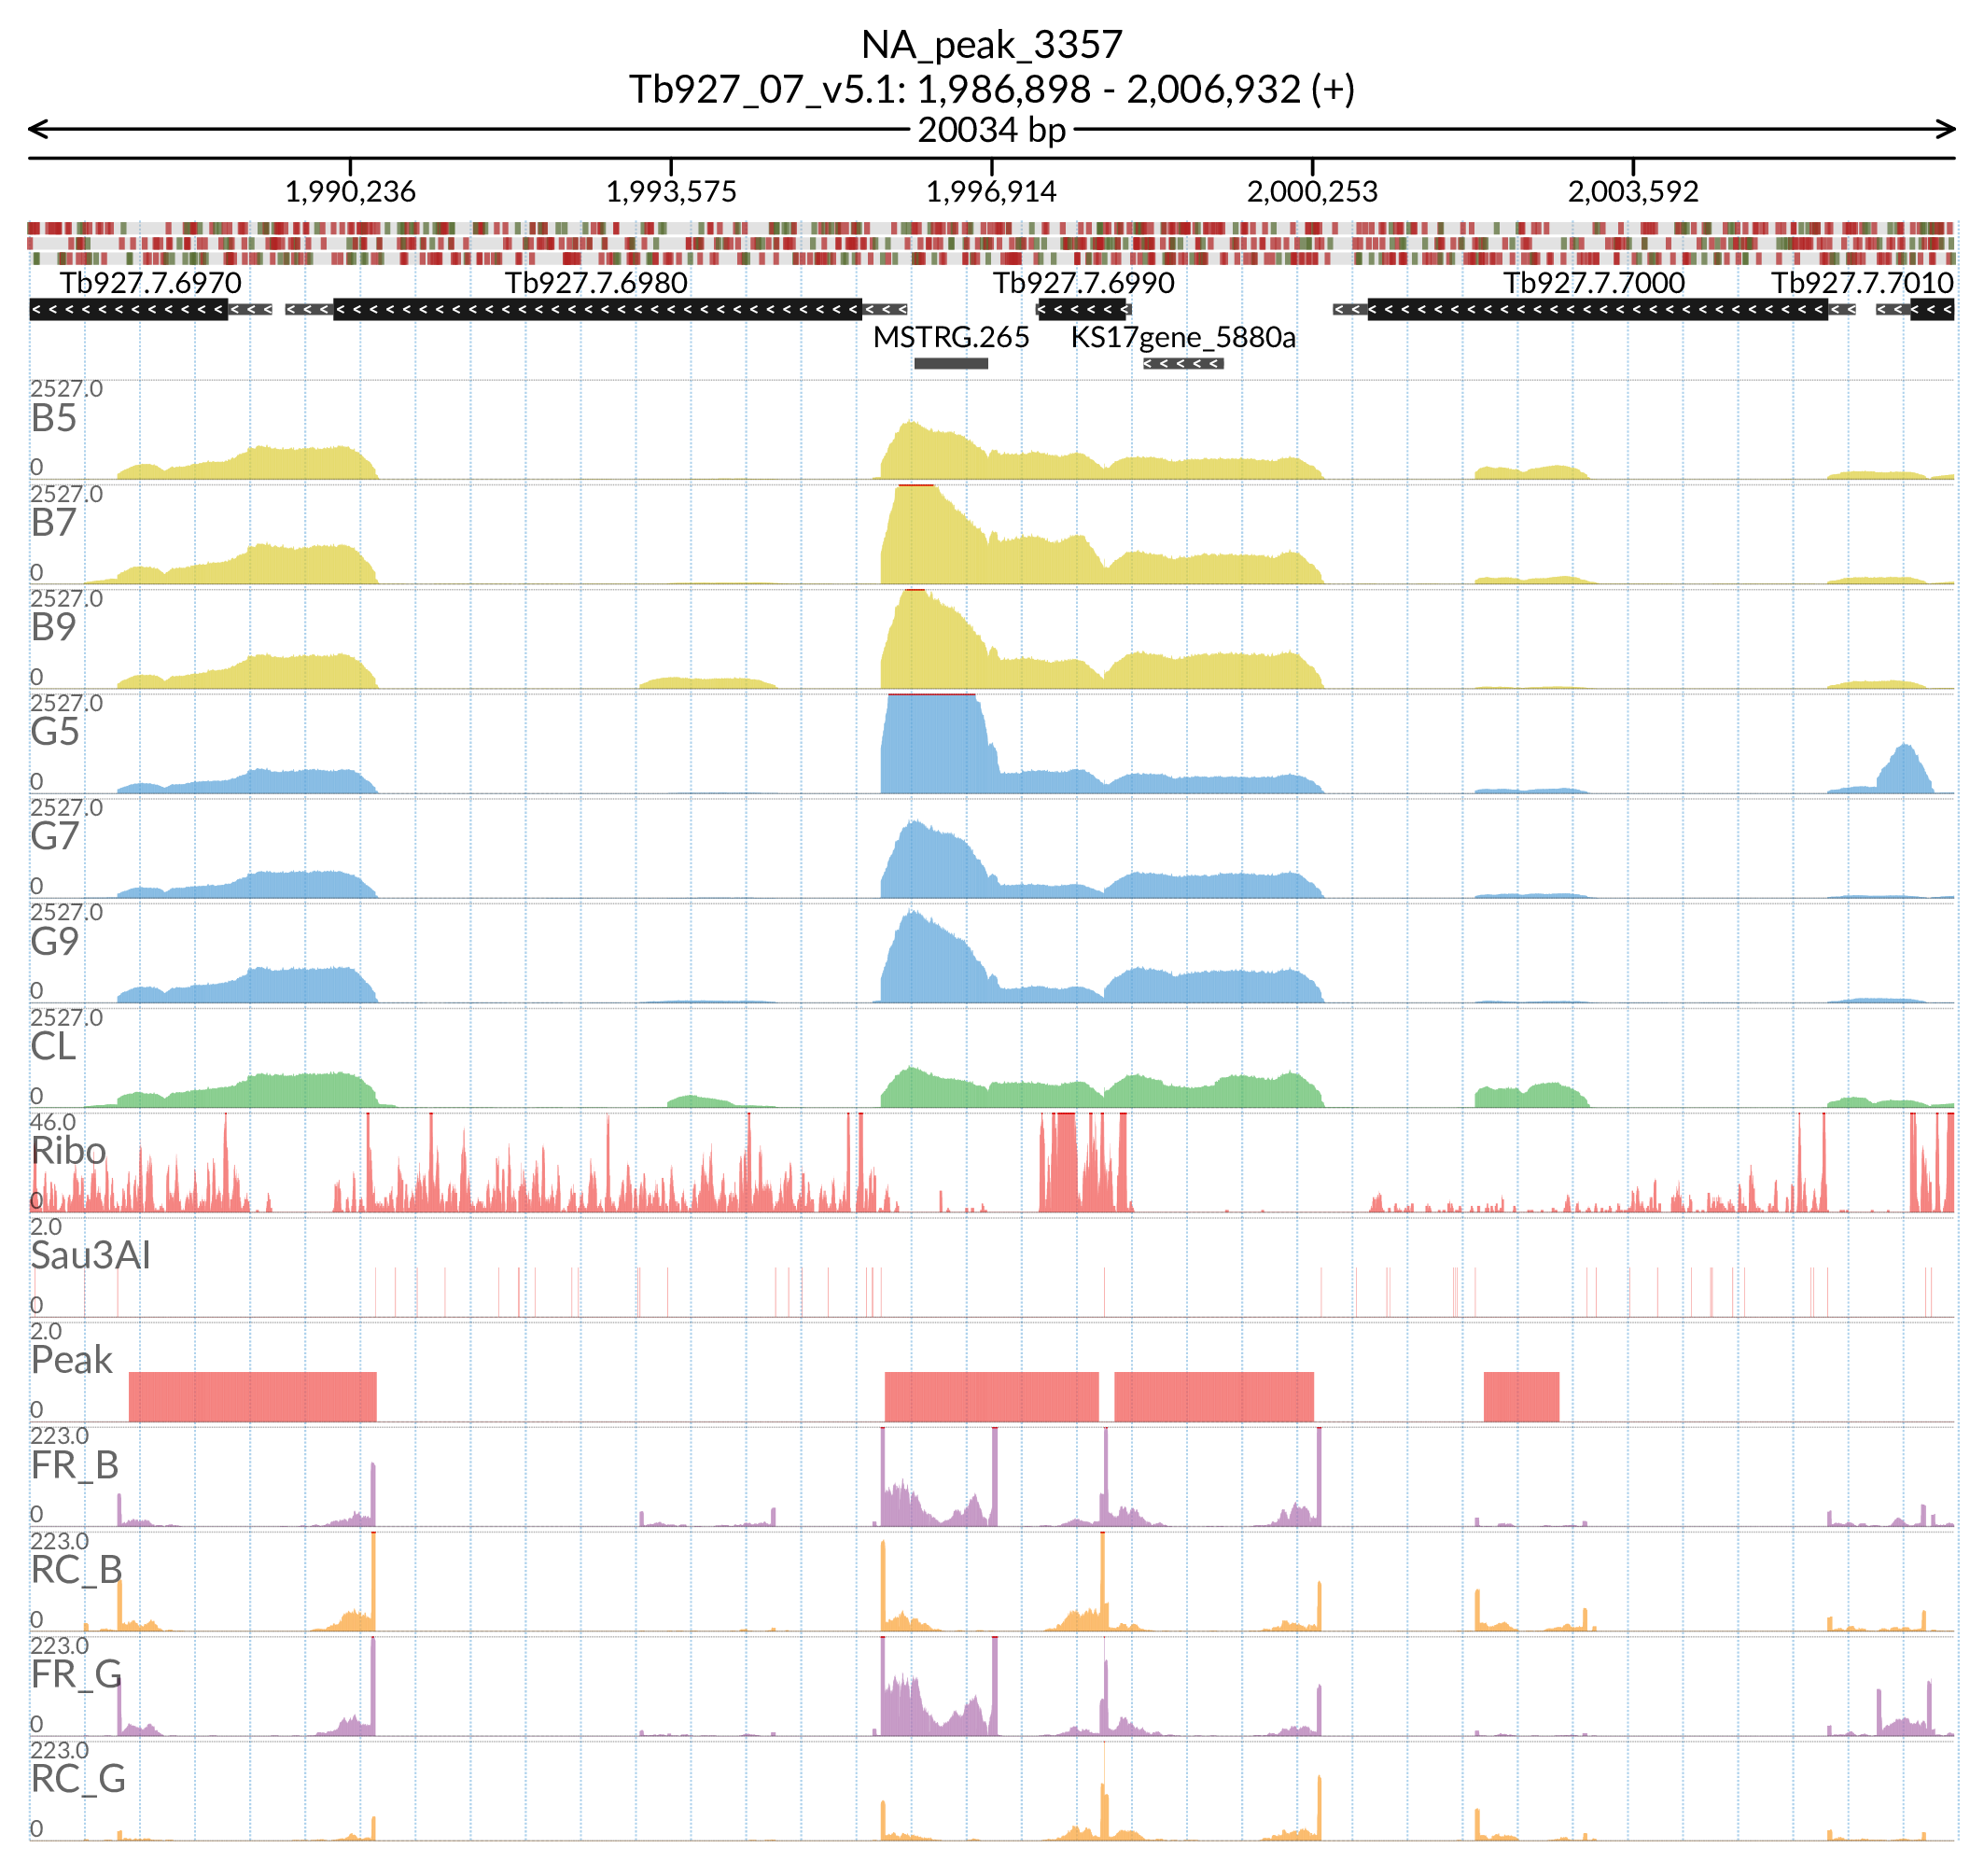 NA_peak_3357
Tb927_07_v5.1: 1,986,898 - 2,006,932 (+)
20034 bp
1,990,236 1,993,575 1,996,914 2,000,253 2,003,592
Tb927.7.6970 Tb927.7.6980 Tb927.7.6990 Tb927.7.7000 Tb927.7.7010
MSTRG.265 KS17gene_5880a
2527.0
B5
0
2527.0
B7
0
2527.0
B9
0
2527.0
G5
0
2527.0
G7
0
2527.0
G9
0
2527.0
CL
0
46.0
Ribo
0
2.0
Sau3AI
0
2.0
Peak
0
223.0
FR_B
0
223.0
RC_B
0
223.0
FR_G
0
223.0
RC_G
0